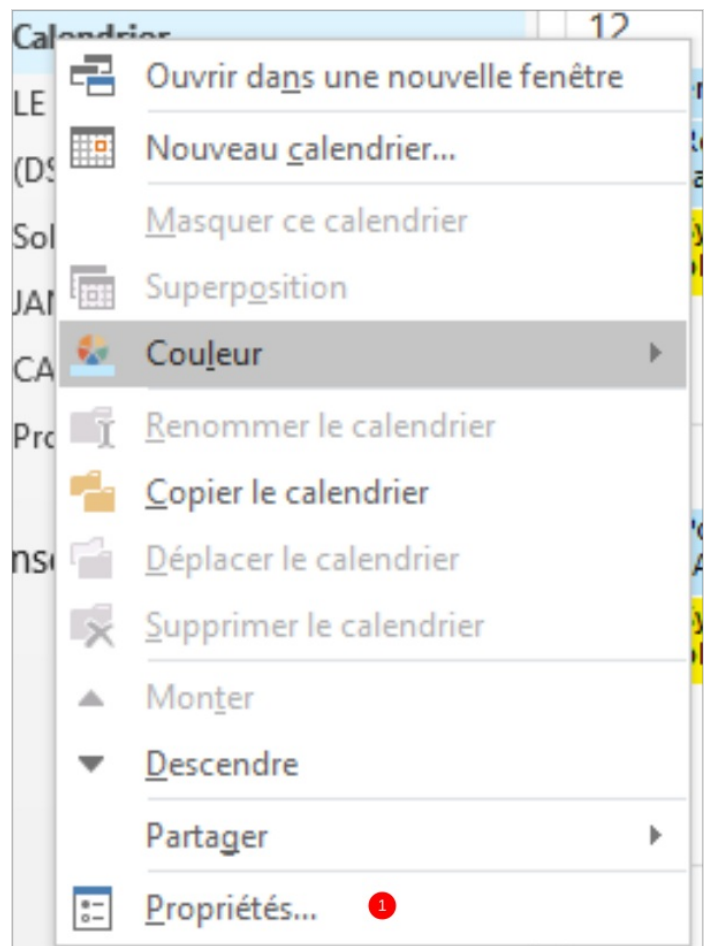 Calendrier
12
Ouvrir dans une nouvelle fenêtre
LE
Nouveau calendrier...
(DS
Masquer ce calendrier
Sol
Superposition
JAN
Couleur
CA
Renommer le calendrier
Pro
Copier le calendrier
Déplacer le calendrier
nse
Supprimer le calendrier
Monter
Descendre
Partager
Propriétés... 1